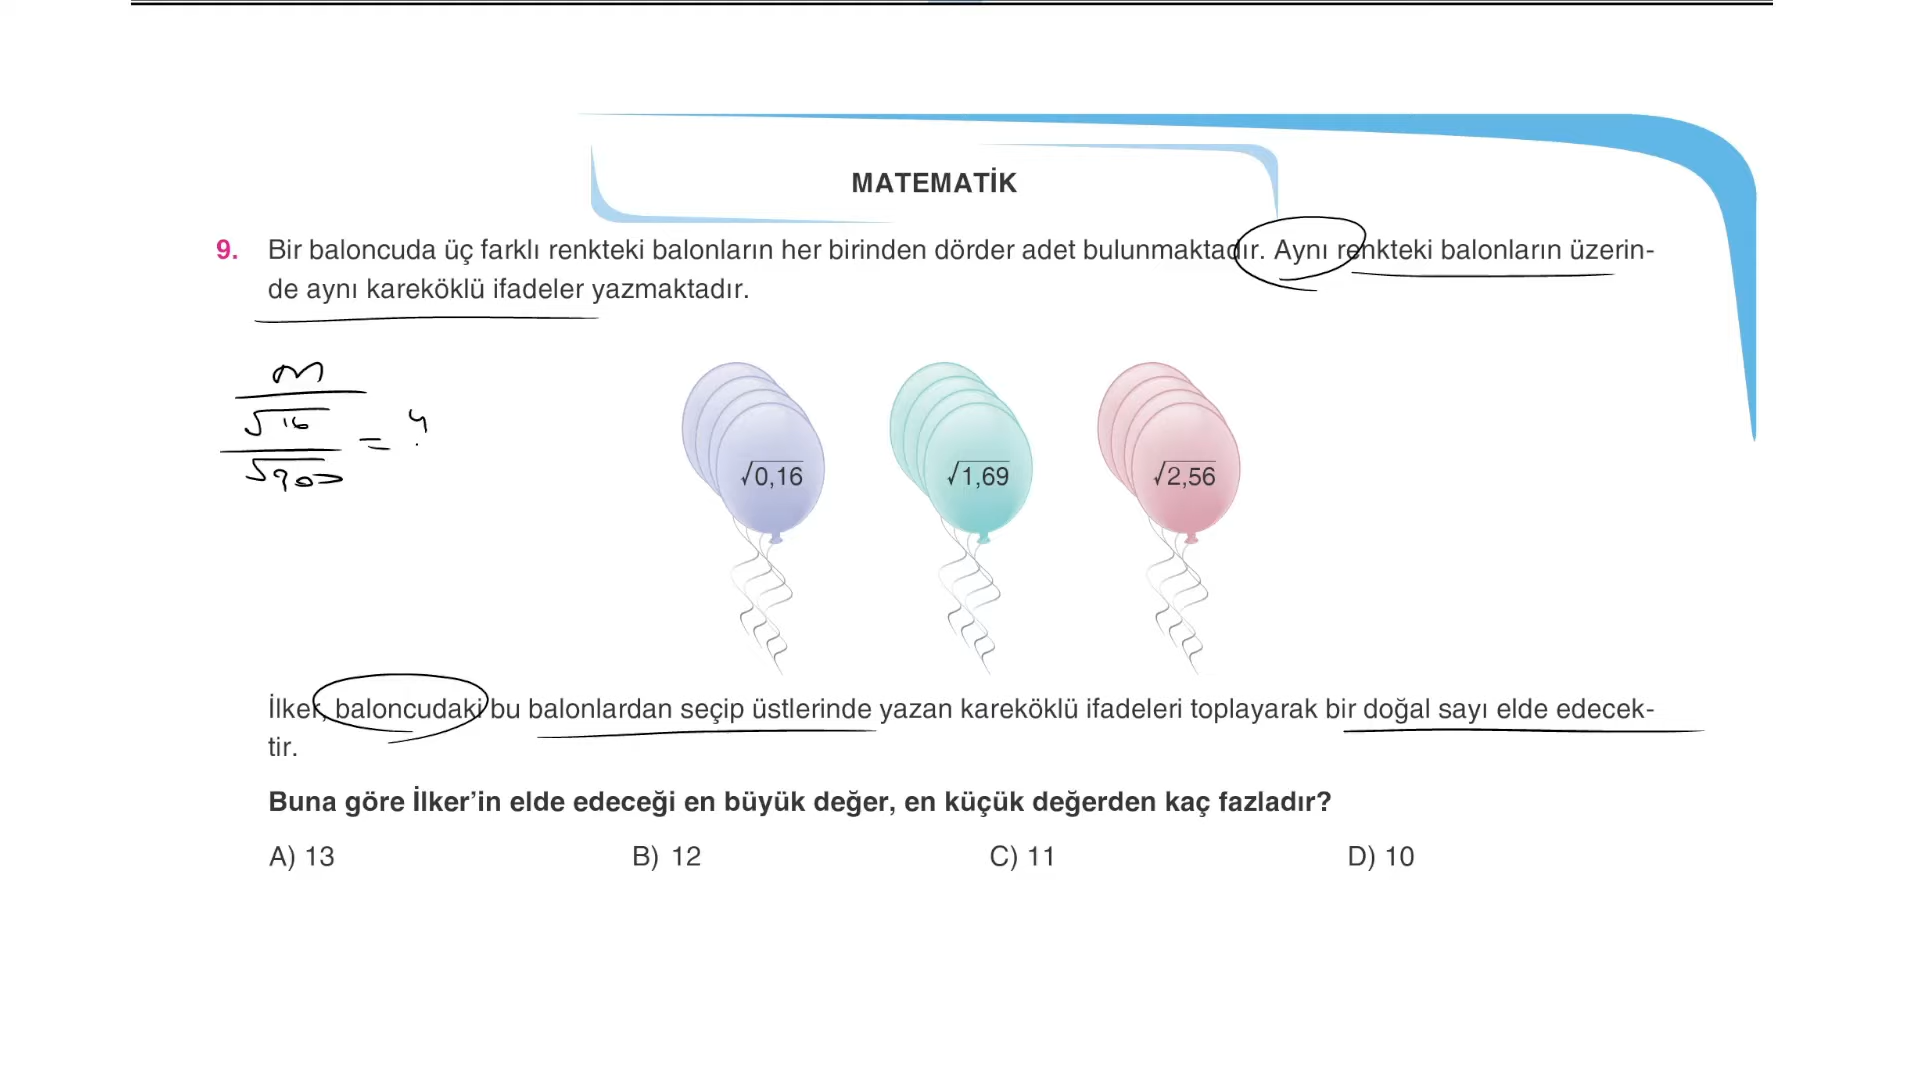 MATEMATİK
9. Bir baloncuda üç farklı renkteki balonların her birinden dörder adet bulunmaktadır. Aynı renkteki balonların üzerin-
de aynı kareköklü ifadeler yazmaktadır.
m
√16
√900
= ?
√0,16 √1,69 √2,56
İlker, baloncudaki bu balonlardan seçip üstlerinde yazan kareköklü ifadeleri toplayarak bir doğal sayı elde edecek-
tir.
Buna göre İlker’in elde edeceği en büyük değer, en küçük değerden kaç fazladır?
A) 13 B) 12 C) 11 D) 10